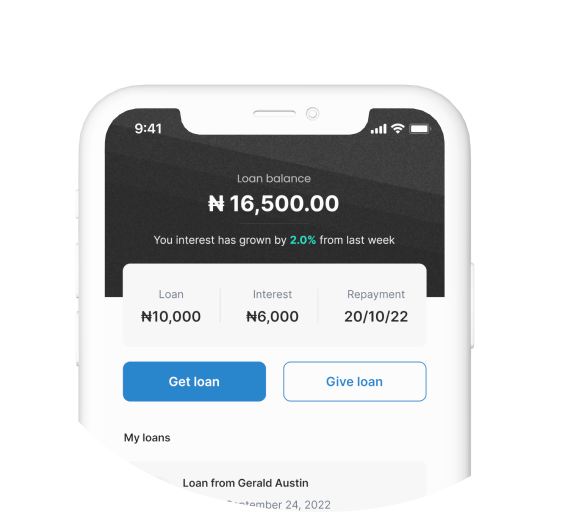 9:41
Loan balance
₦ 16,500.00
You interest has grown by 2.0% from last week
Loan Interest Repayment
₦10,000 ₦6,000 20/10/22
Get loan Give loan
My loans
Loan from Gerald Austin
September 24, 2022